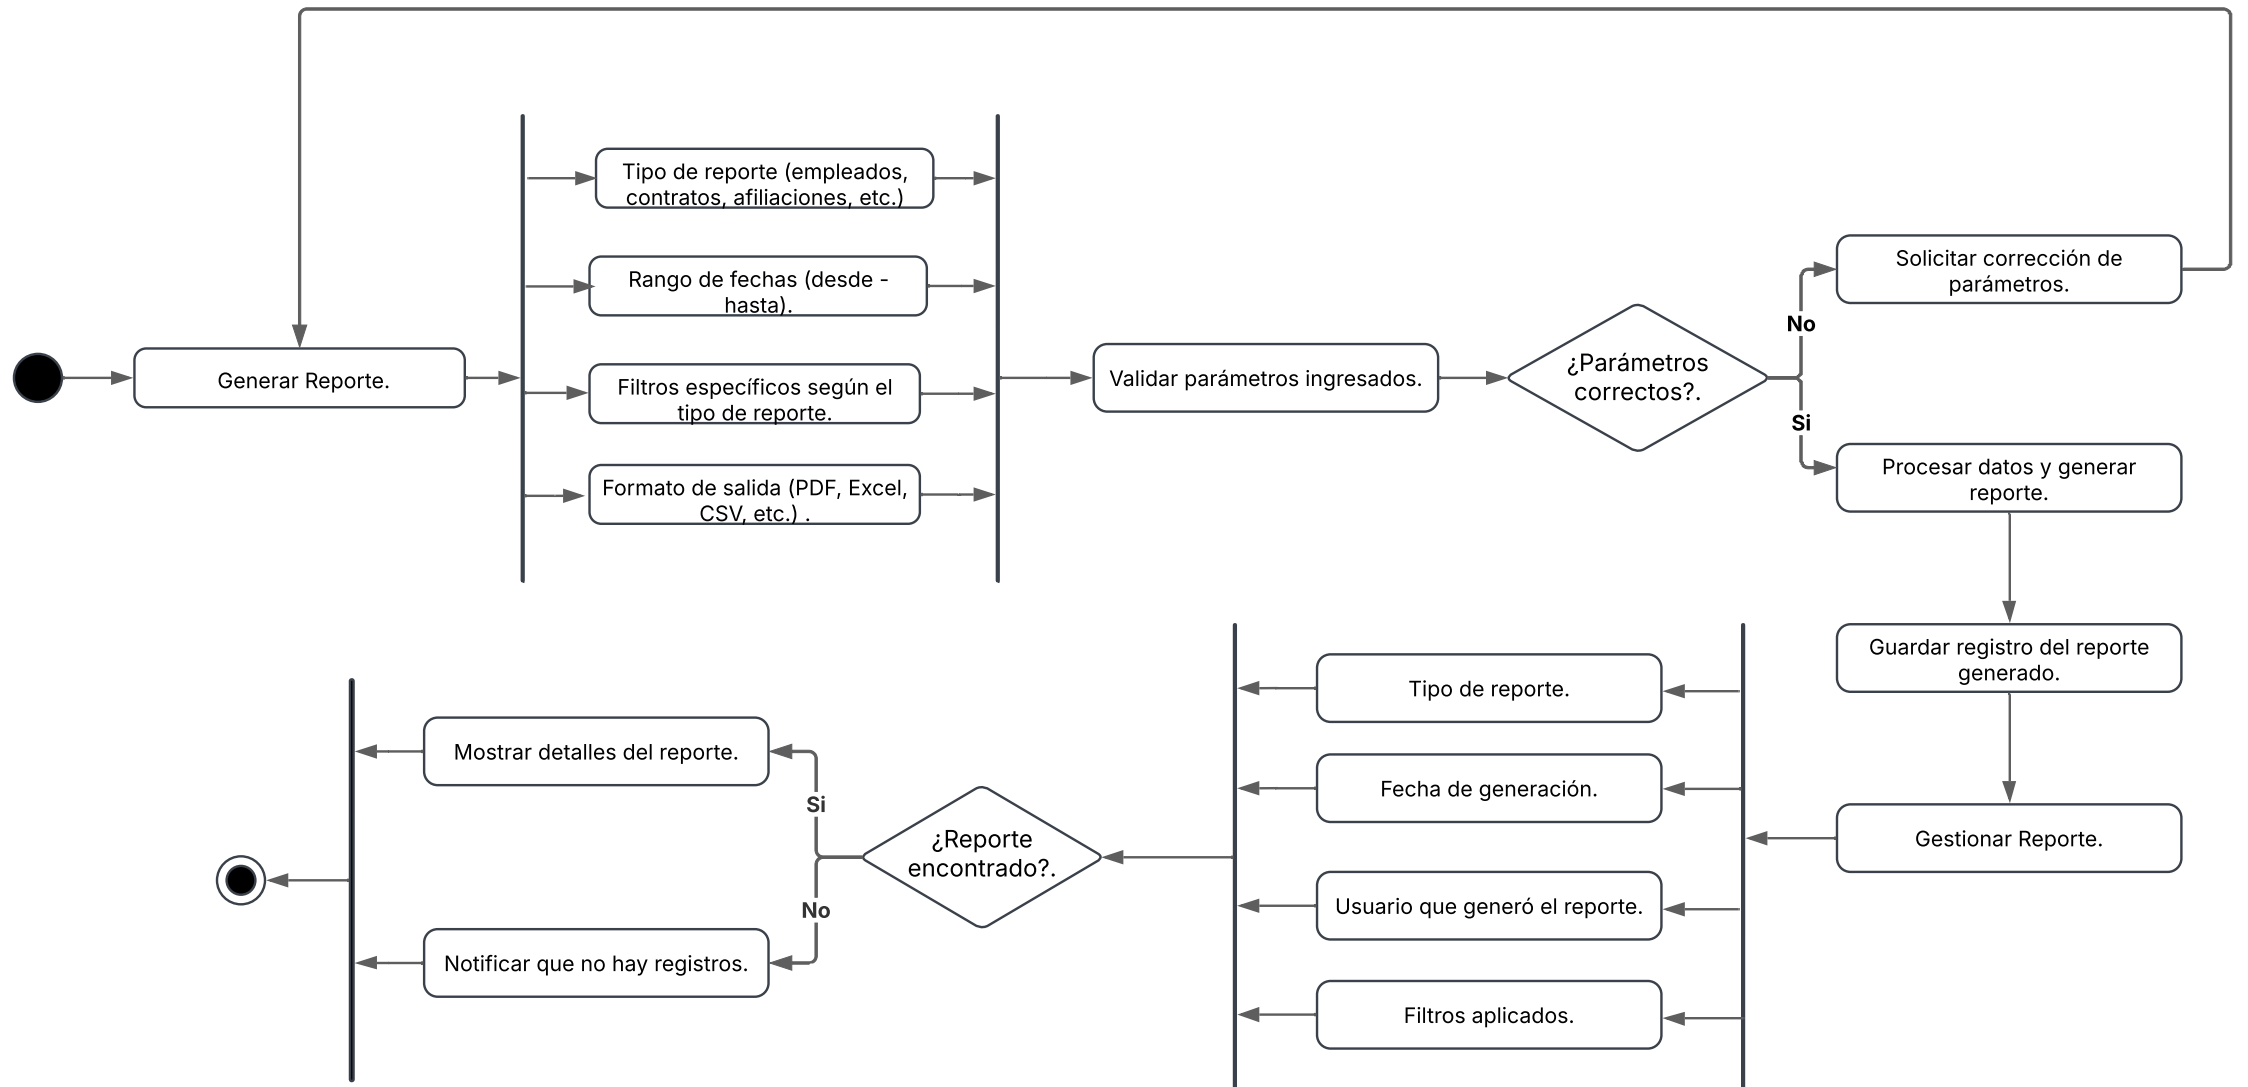 Generar Reporte.
Tipo de reporte (empleados,
contratos, afiliaciones, etc.)
Rango de fechas (desde -
hasta).
Filtros específicos según el
tipo de reporte.
Formato de salida (PDF, Excel,
CSV, etc.) .
Validar parámetros ingresados.
¿Parámetros
correctos?.
No
Solicitar corrección de
parámetros.
Si
Procesar datos y generar
reporte.
Guardar registro del reporte
generado.
Gestionar Reporte.
Tipo de reporte.
Fecha de generación.
Usuario que generó el reporte.
Filtros aplicados.
¿Reporte
encontrado?.
Si
Mostrar detalles del reporte.
No
Notificar que no hay registros.